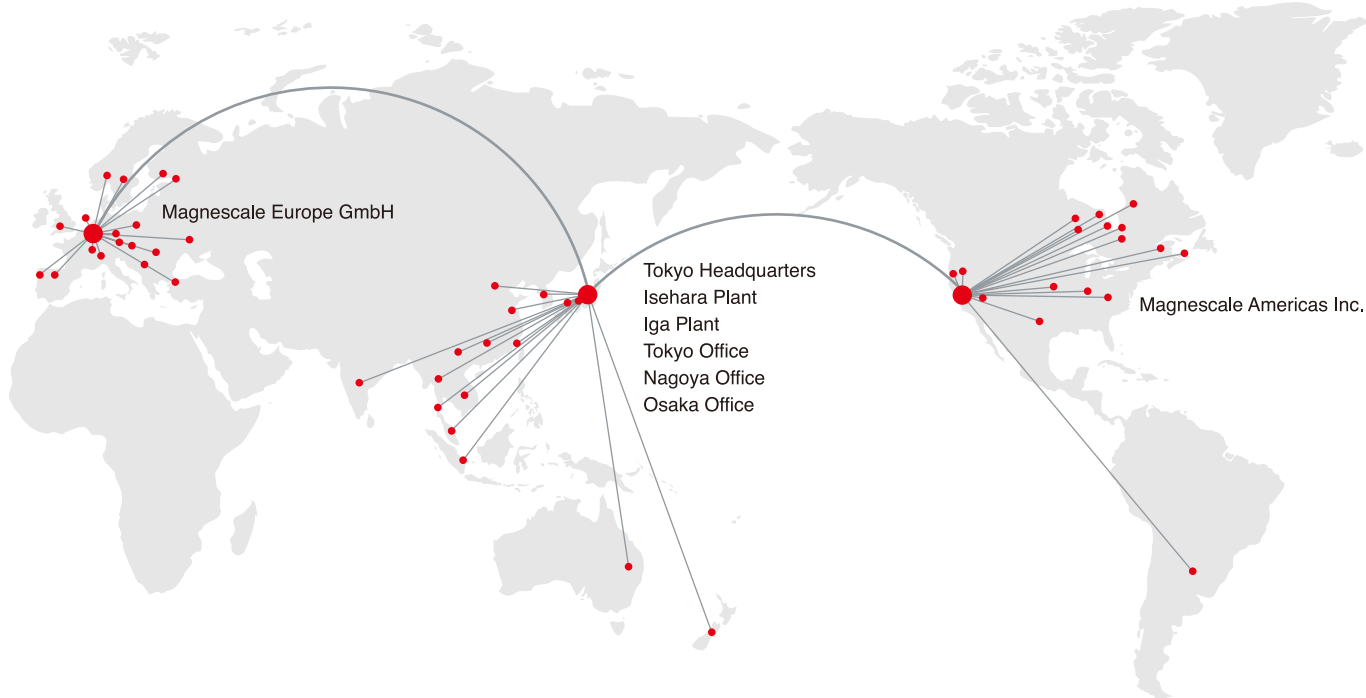 Magnescale Europe GmbH
Tokyo Headquarters
Isehara Plant
Iga Plant
Tokyo Office
Nagoya Office
Osaka Office
Magnescale Americas Inc.